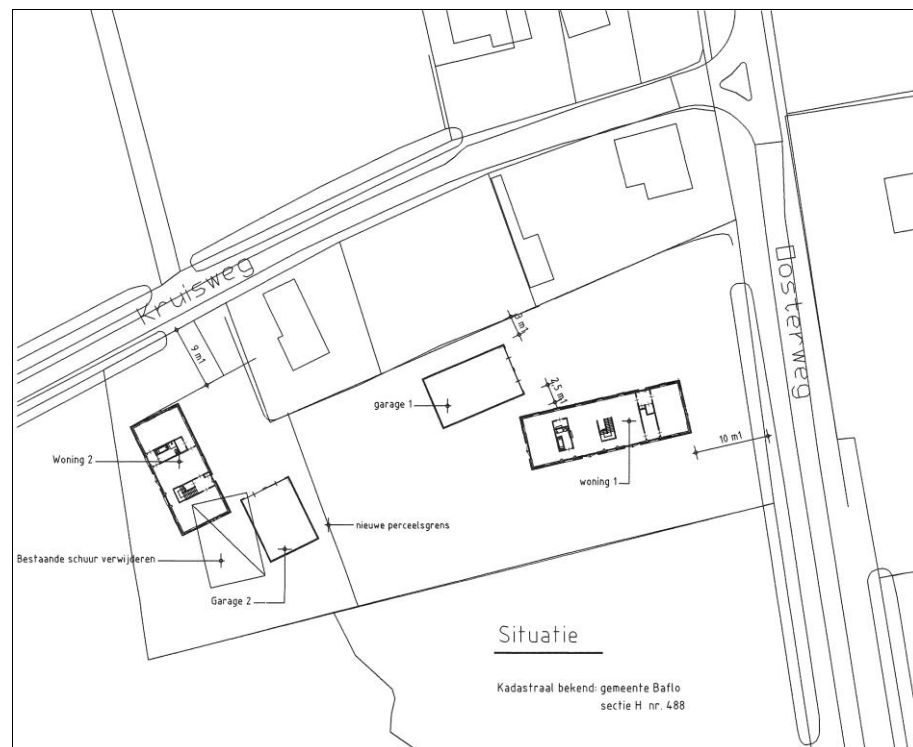 Kruisweg
Oosterweg
9 m1
3 m1
garage 1
2,5 m1
10 m1
woning 1
Woning 2
nieuwe perceelsgrens
Bestaande schuur verwijderen
Garage 2
Situatie
Kadastraal bekend: gemeente Baflo
sectie H nr. 488